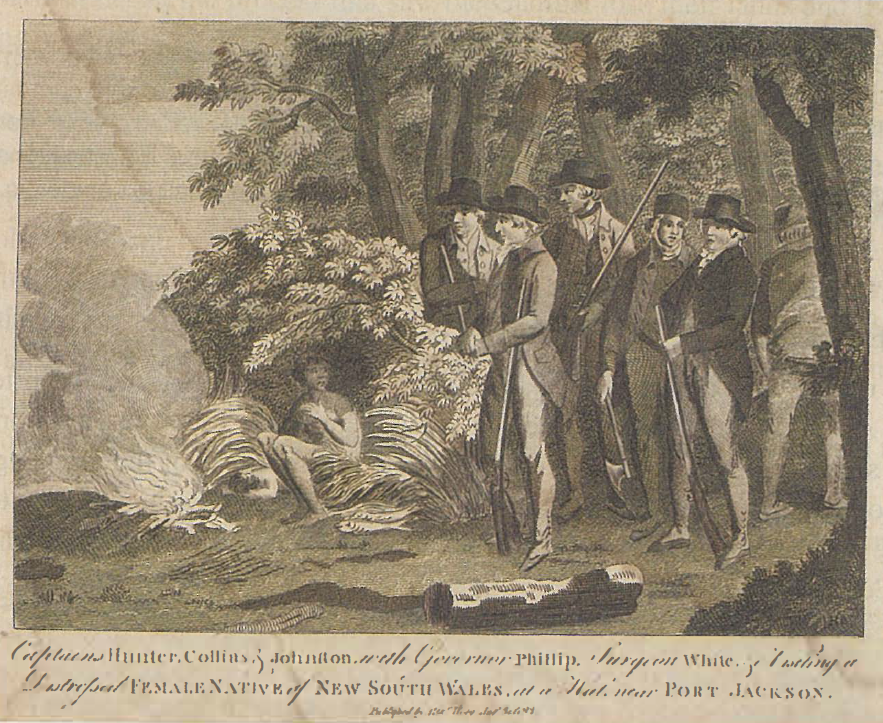 Captains Hunter, Collins, & Johnston, with Governor Phillip, Surgeon White, &c. Visiting a
Distressed FEMALE NATIVE of NEW SOUTH WALES, at a Hut, near PORT JACKSON.
Published